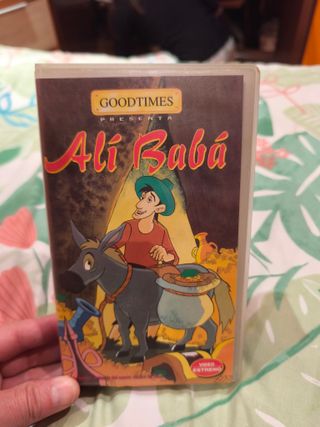 GOODTIMES
PRESENTA
Alí Babá
VIDEO
ESTRENO